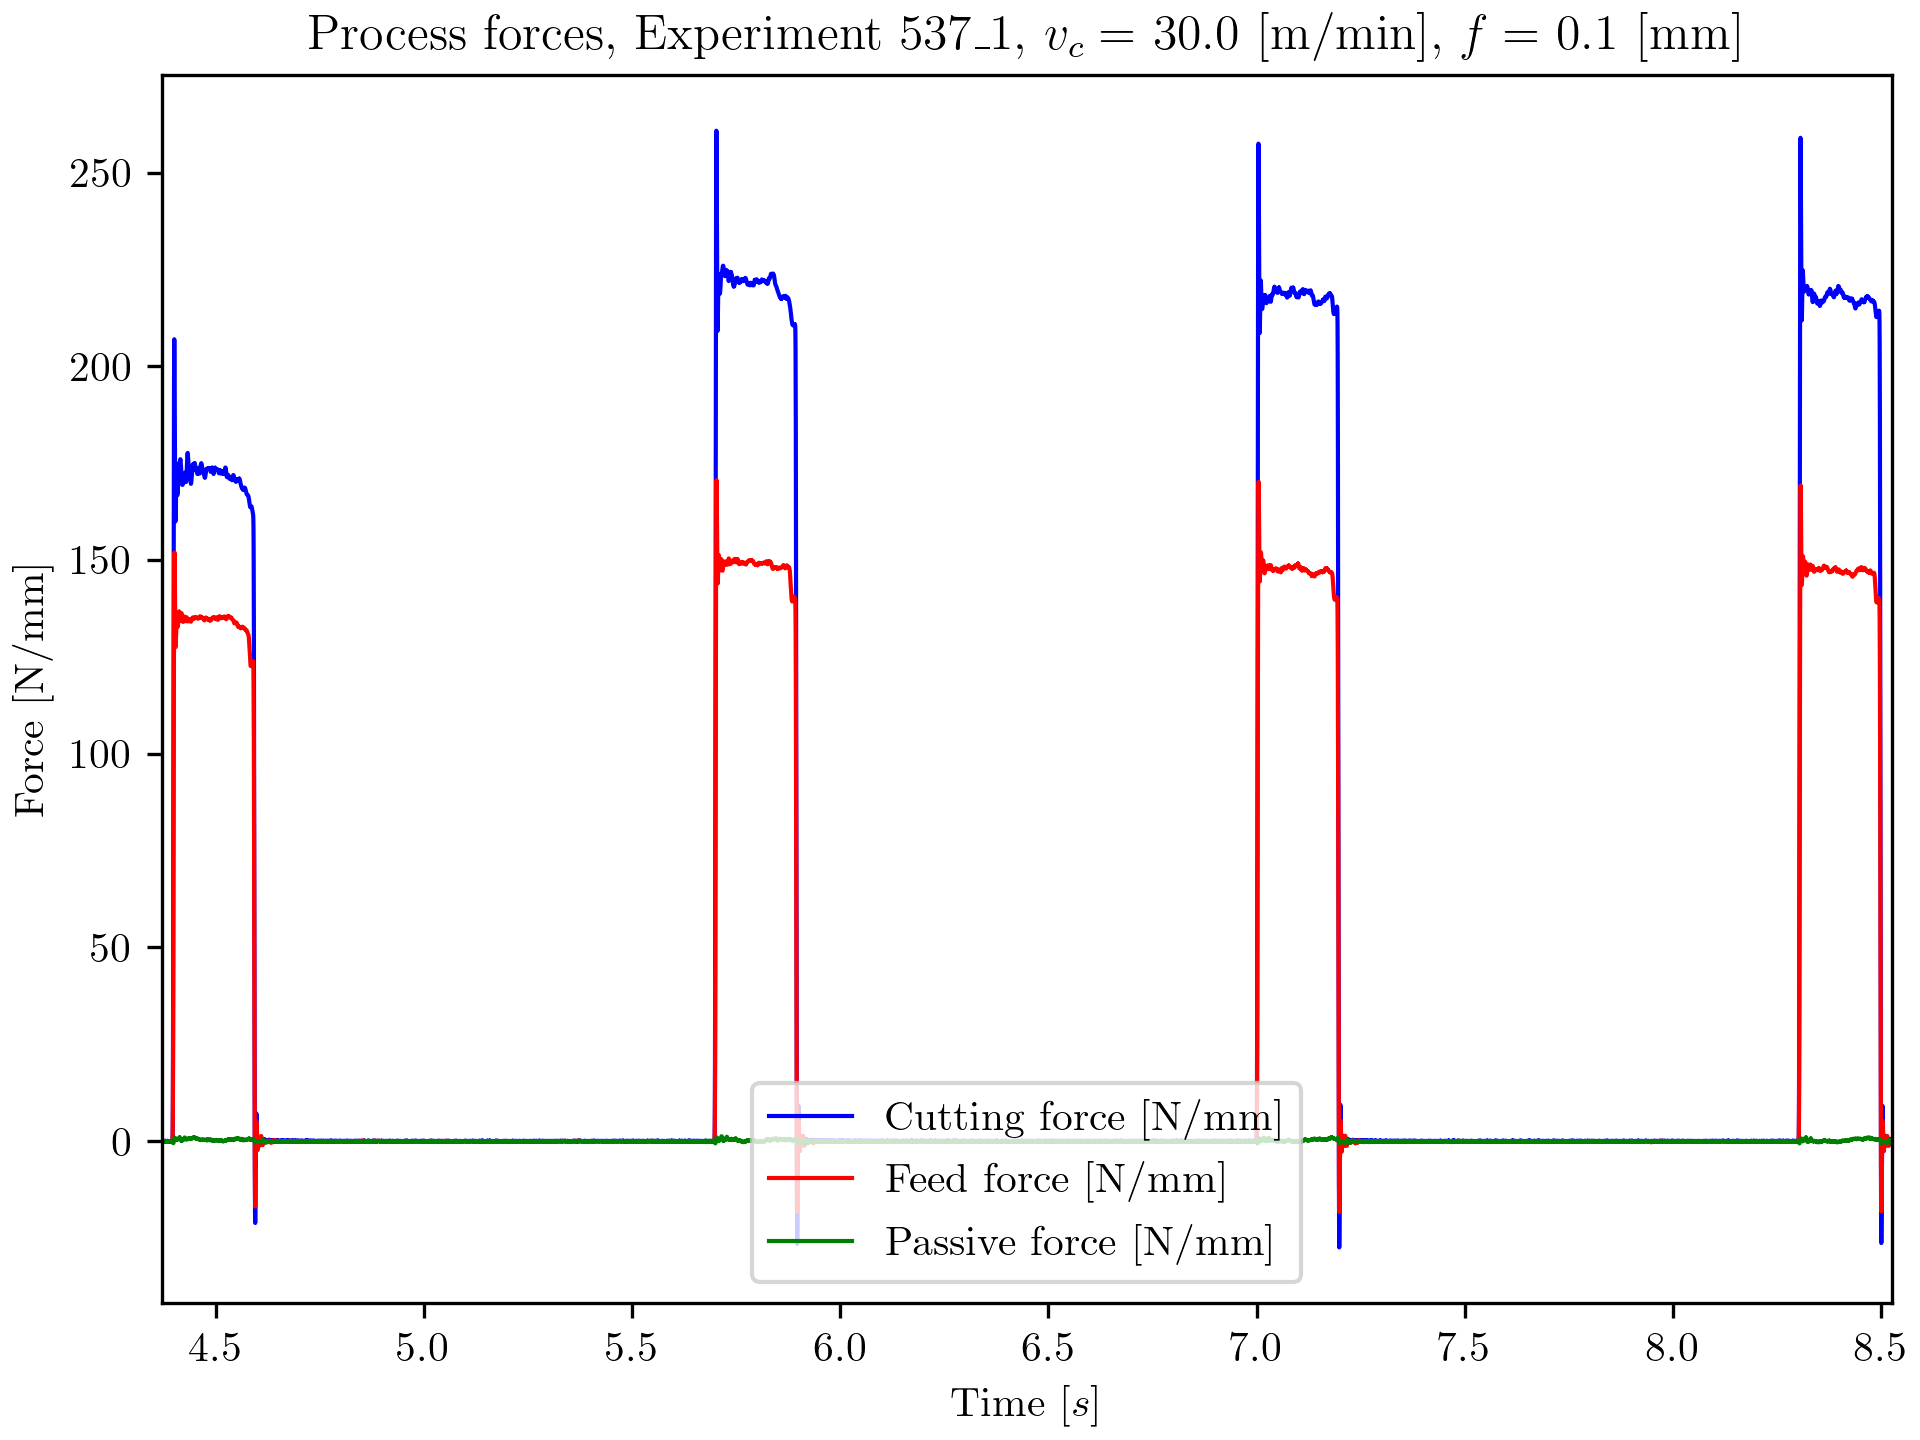 Process forces, Experiment 537_1, v_c = 30.0 [m/min], f = 0.1 [mm]
Force [N/mm]
250
200
150
100
50
0
Cutting force [N/mm]
Feed force [N/mm]
Passive force [N/mm]
4.5 5.0 5.5 6.0 6.5 7.0 7.5 8.0 8.5
Time [s]